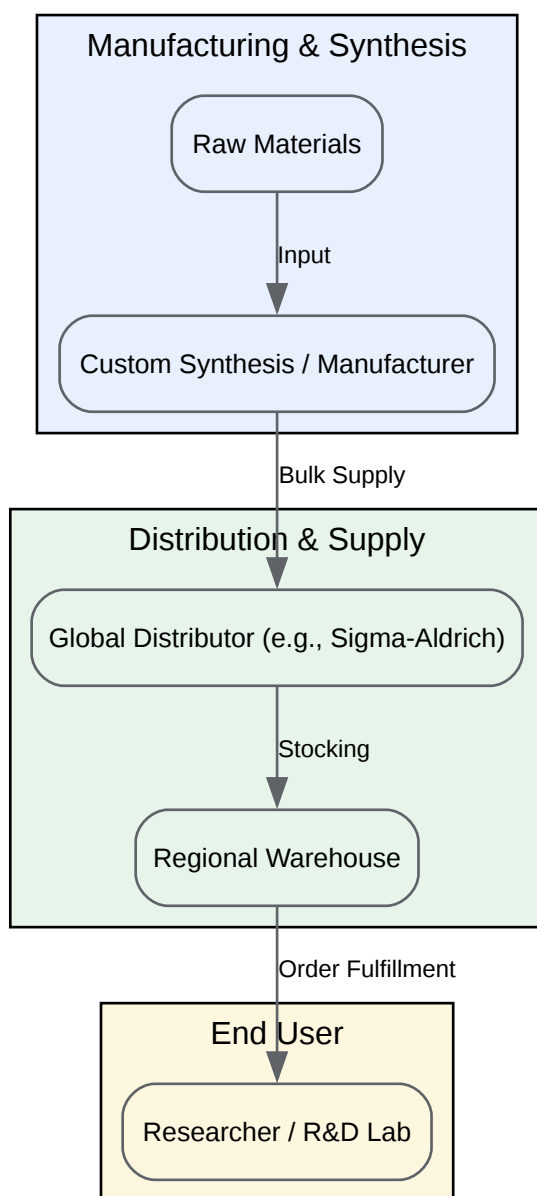 Manufacturing & Synthesis
Raw Materials
Input
Custom Synthesis / Manufacturer
Bulk Supply
Distribution & Supply
Global Distributor (e.g., Sigma-Aldrich)
Stocking
Regional Warehouse
Order Fulfillment
End User
Researcher / R&D Lab